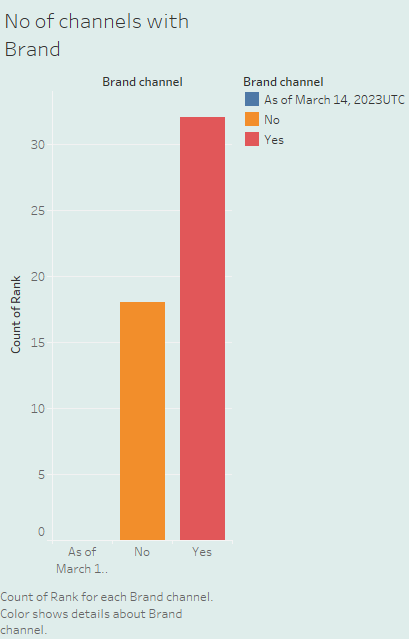 No of channels with
Brand
Brand channel
Brand channel
As of March 14, 2023UTC
No
Yes
Count of Rank
30
25
20
15
10
5
0
As of
March 1..
No
Yes
Count of Rank for each Brand channel.
Color shows details about Brand
channel.